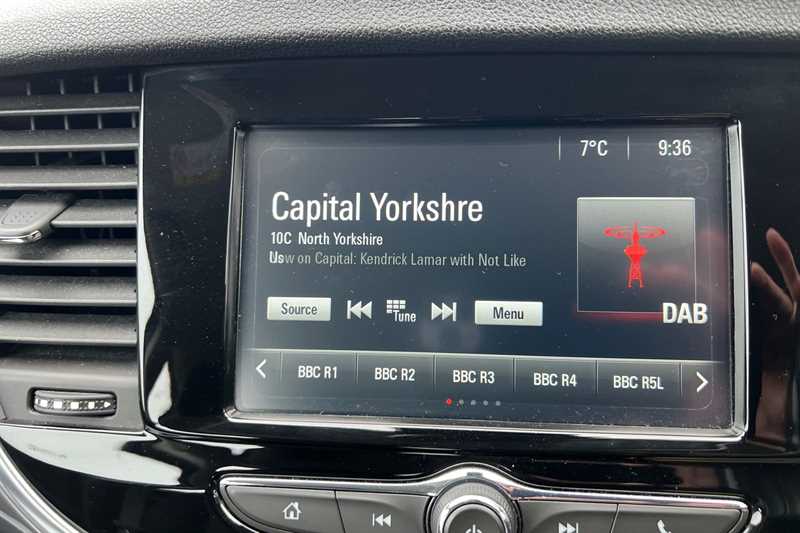 7°C 9:36
Capital Yorkshre
10C North Yorkshire
Usw on Capital: Kendrick Lamar with Not Like
DAB
Source Tune Menu
BBC R1 BBC R2 BBC R3 BBC R4 BBC R5L